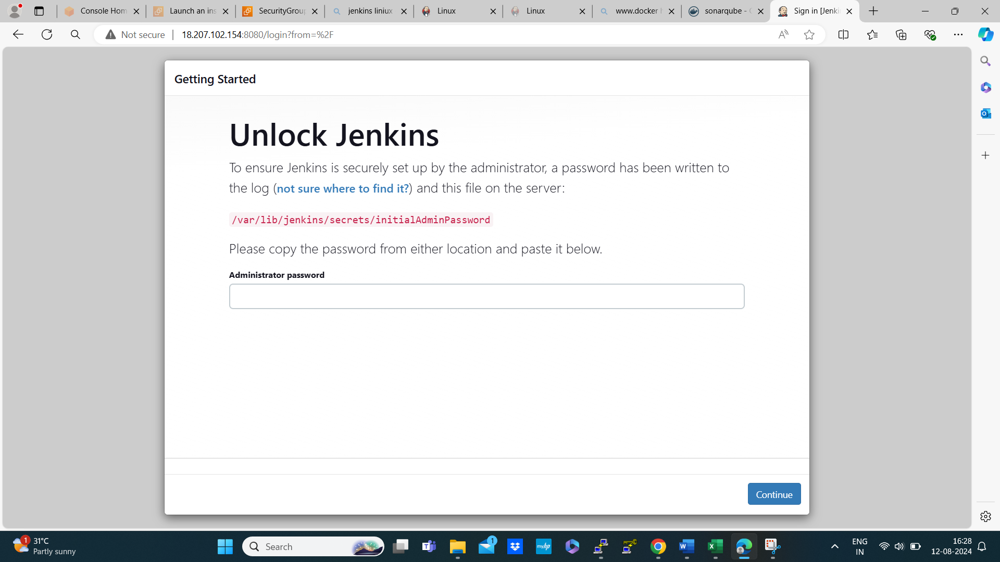 Console Hom
Launch an ins
SecurityGroup
jenkins liniux
Linux
Linux
www.docker h
sonarqube -
Sign in [Jenki
Not secure
18.207.102.154:8080/login?from=%2F
Getting Started
Unlock Jenkins
To ensure Jenkins is securely set up by the administrator, a password has been written to
the log (not sure where to find it?) and this file on the server:
/var/lib/jenkins/secrets/initialAdminPassword
Please copy the password from either location and paste it below.
Administrator password
Continue
1
31°C
Partly sunny
Search
1
myhp
ENG
IN
16:28
12-08-2024